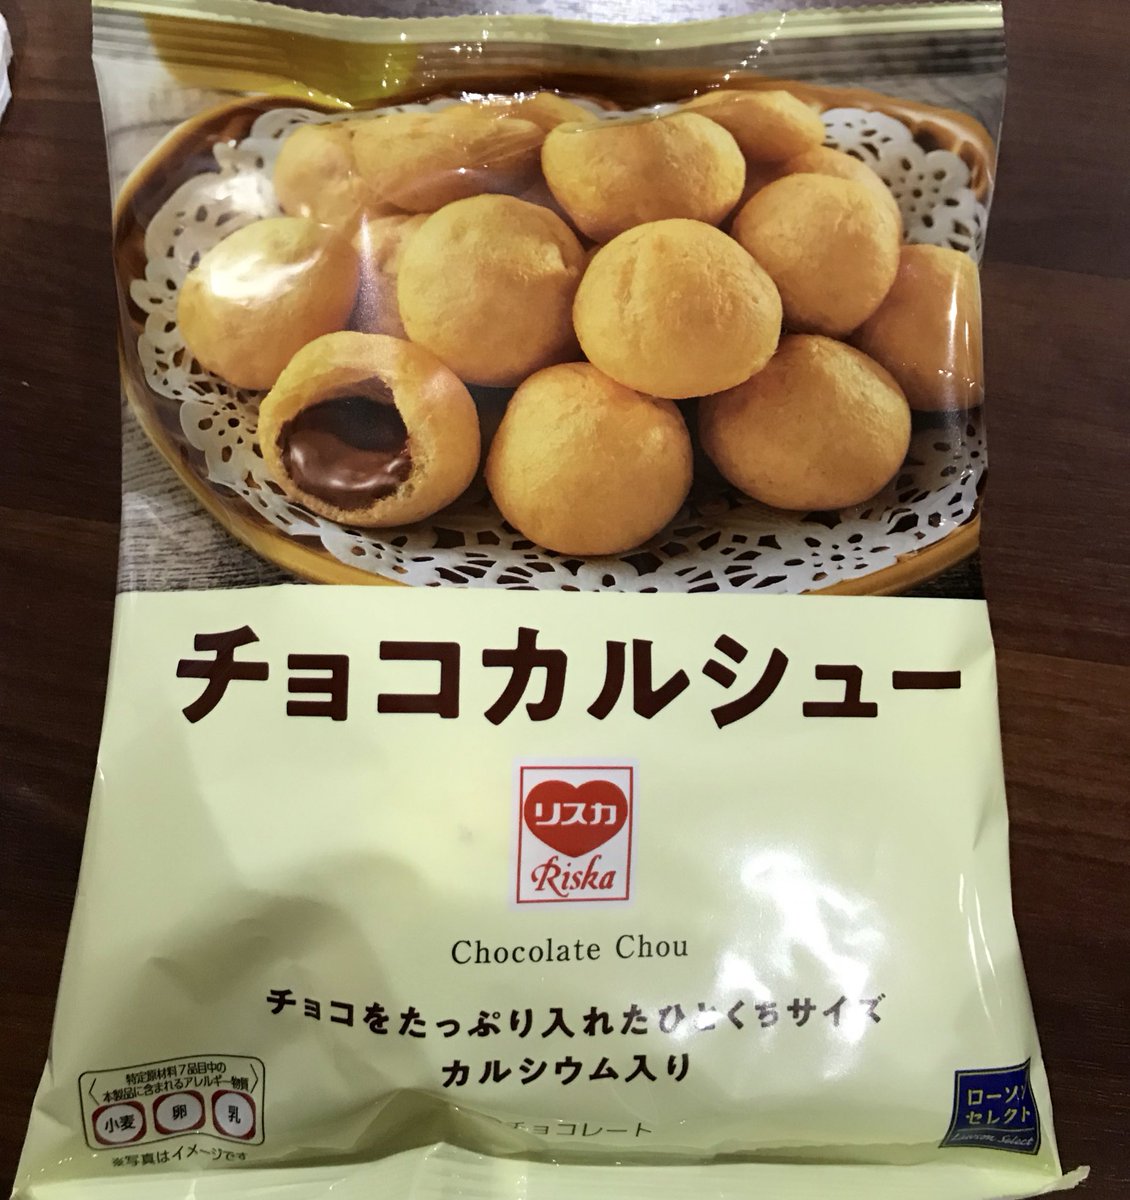 チョコカルシュー
リスカ
Riska
Chocolate Chou
チョコをたっぷり入れたひとくちサイズ
カルシウム入り
特定原材料7品目中の
本製品に含まれるアレルギー物質
小麦 卵 乳
※写真はイメージです
チョコレート
ローソン
セレクト
Lawson Select